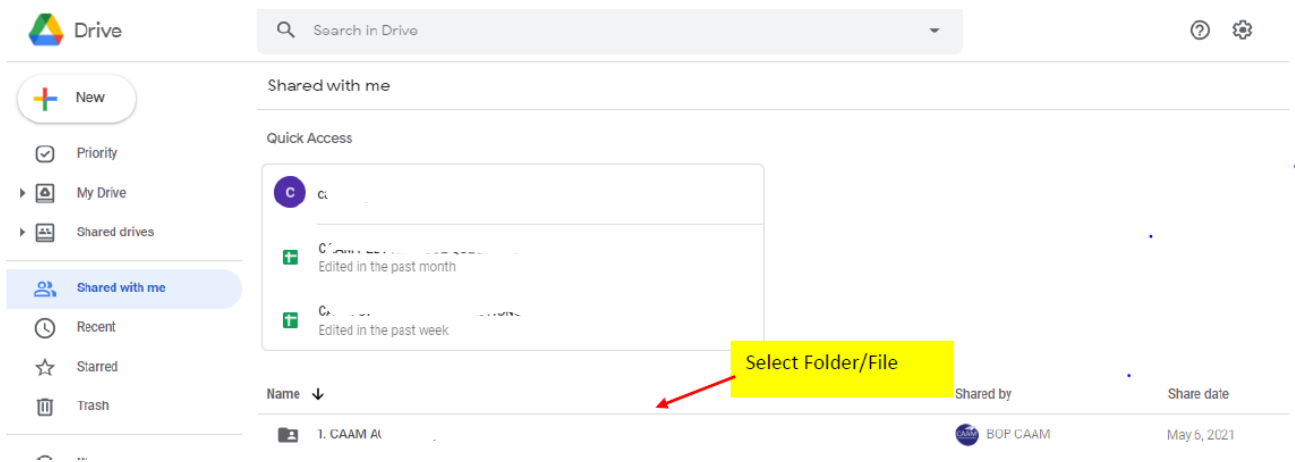 Drive
Search in Drive
New
Shared with me
Quick Access
Priority
My Drive
C
Shared drives
Edited in the past month
Shared with me
Recent
Edited in the past week
Starred
Select Folder/File
Name
Shared by
Share date
Trash
1. CAAM
CAAM
BOP CAAM
May 6, 2021